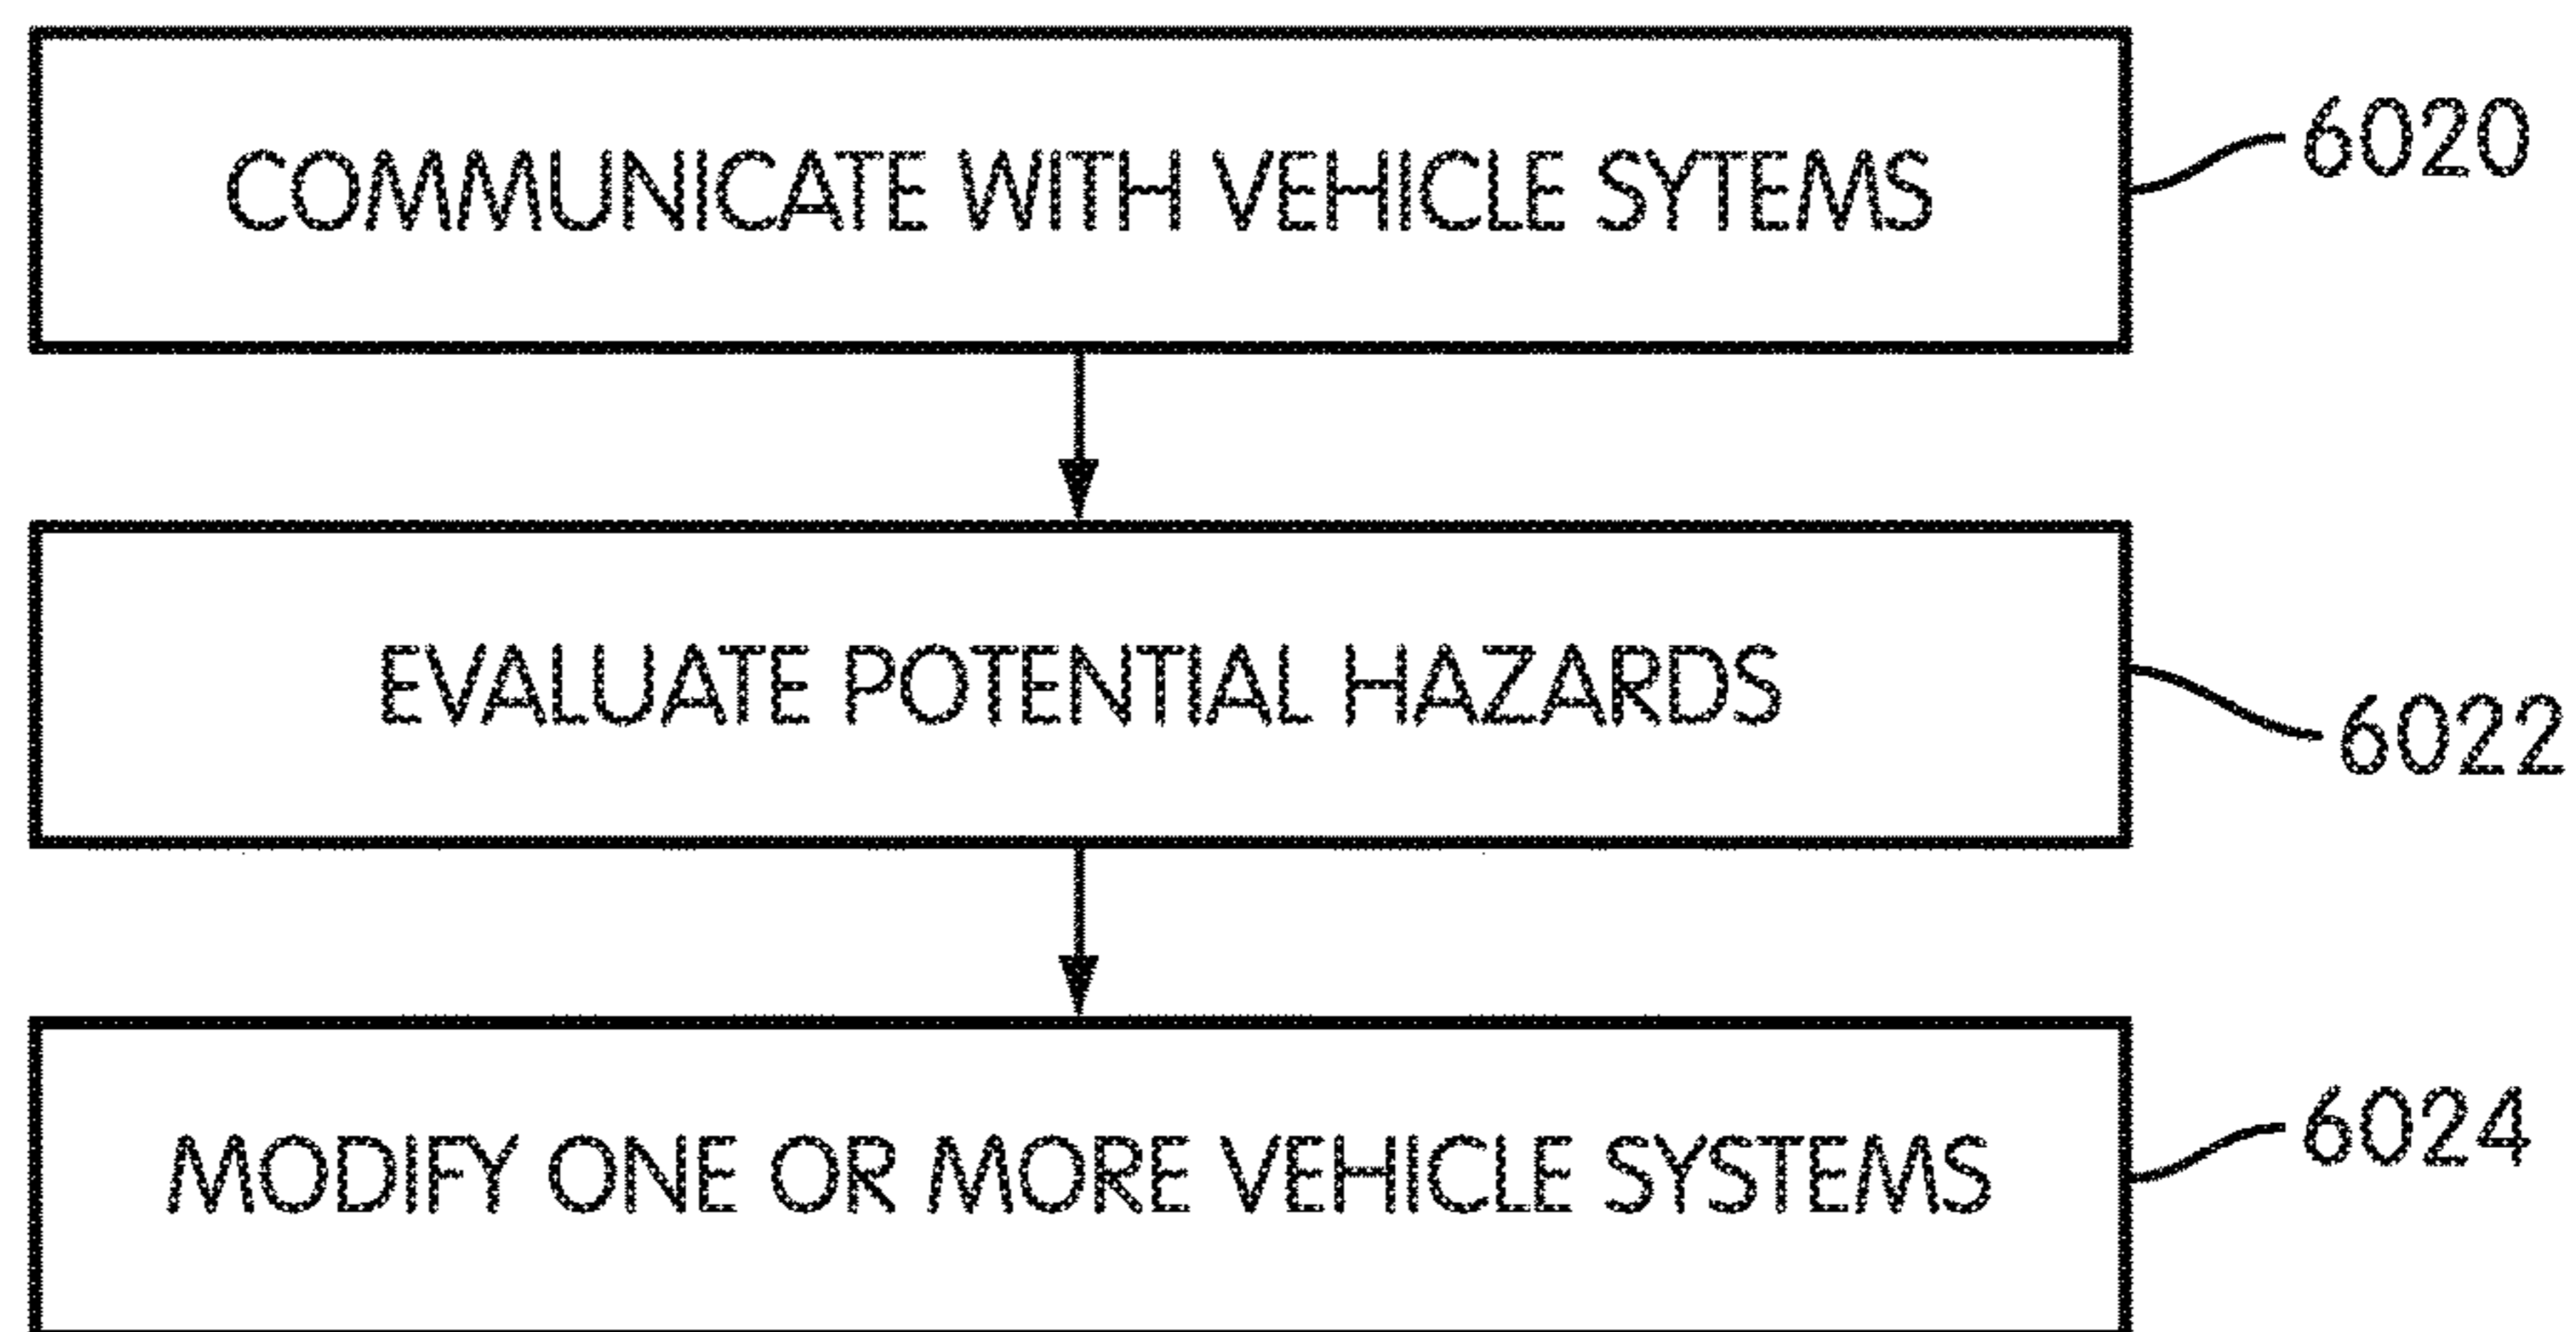 COMMUNICATE WITH VEHICLE SYTEMS
6020
EVALUATE POTENTIAL HAZARDS
6022
MODIFY ONE OR MORE VEHICLE SYSTEMS
6024